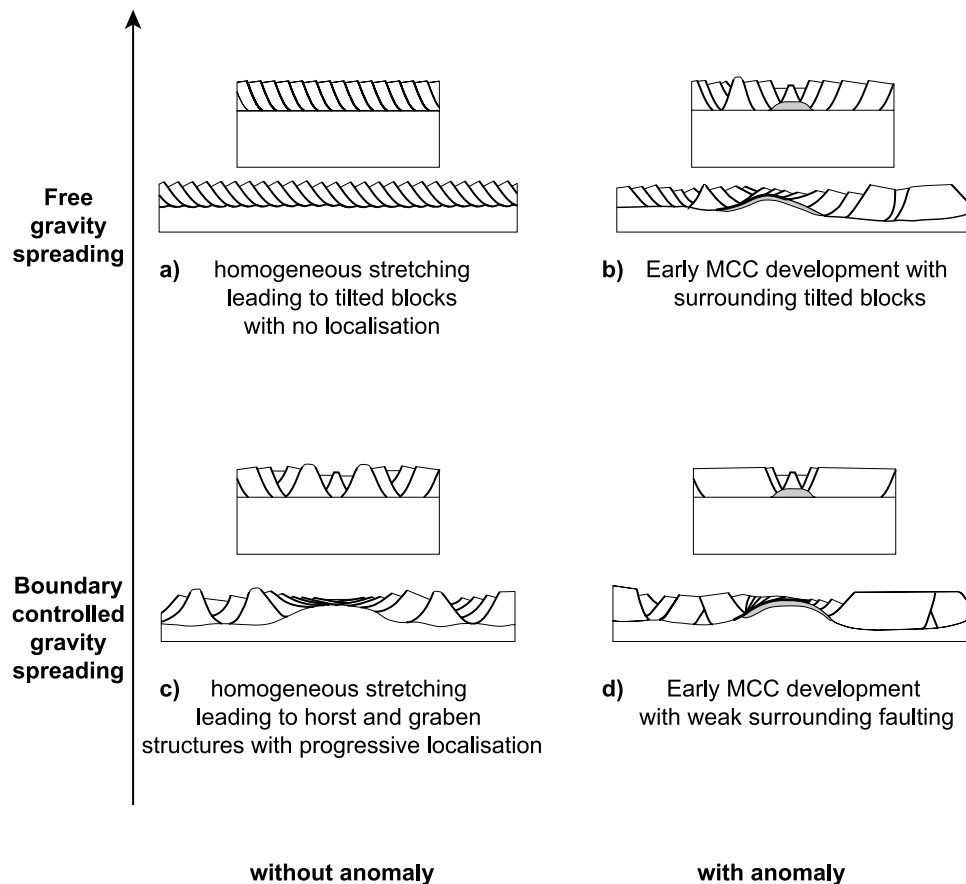 Free
gravity
spreading
a) homogeneous stretching
leading to tilted blocks
with no localisation
b) Early MCC development with
surrounding tilted blocks
Boundary
controlled
gravity
spreading
c) homogeneous stretching
leading to horst and graben
structures with progressive localisation
d) Early MCC development
with weak surrounding faulting
without anomaly
with anomaly